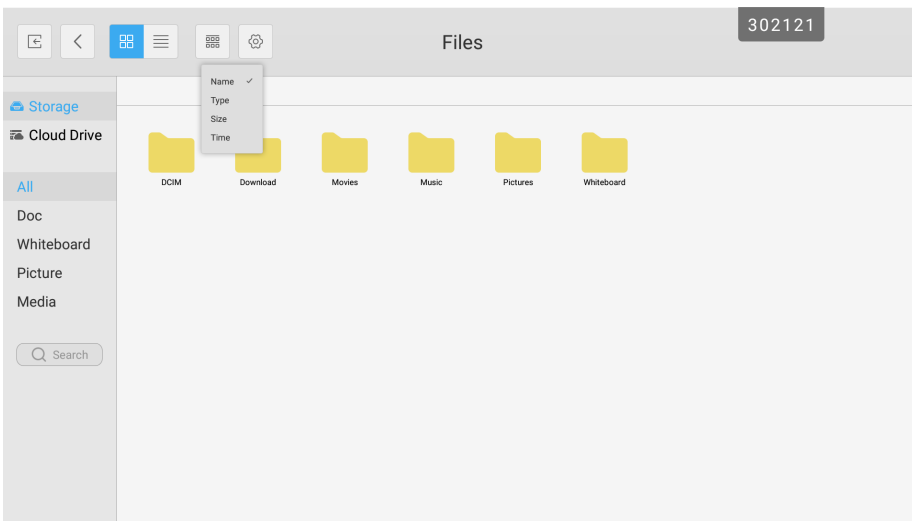 Files
302121
Name
Type
Size
Time
Storage
Cloud Drive
All
Doc
Whiteboard
Picture
Media
Search
DCIM
Download
Movies
Music
Pictures
Whiteboard